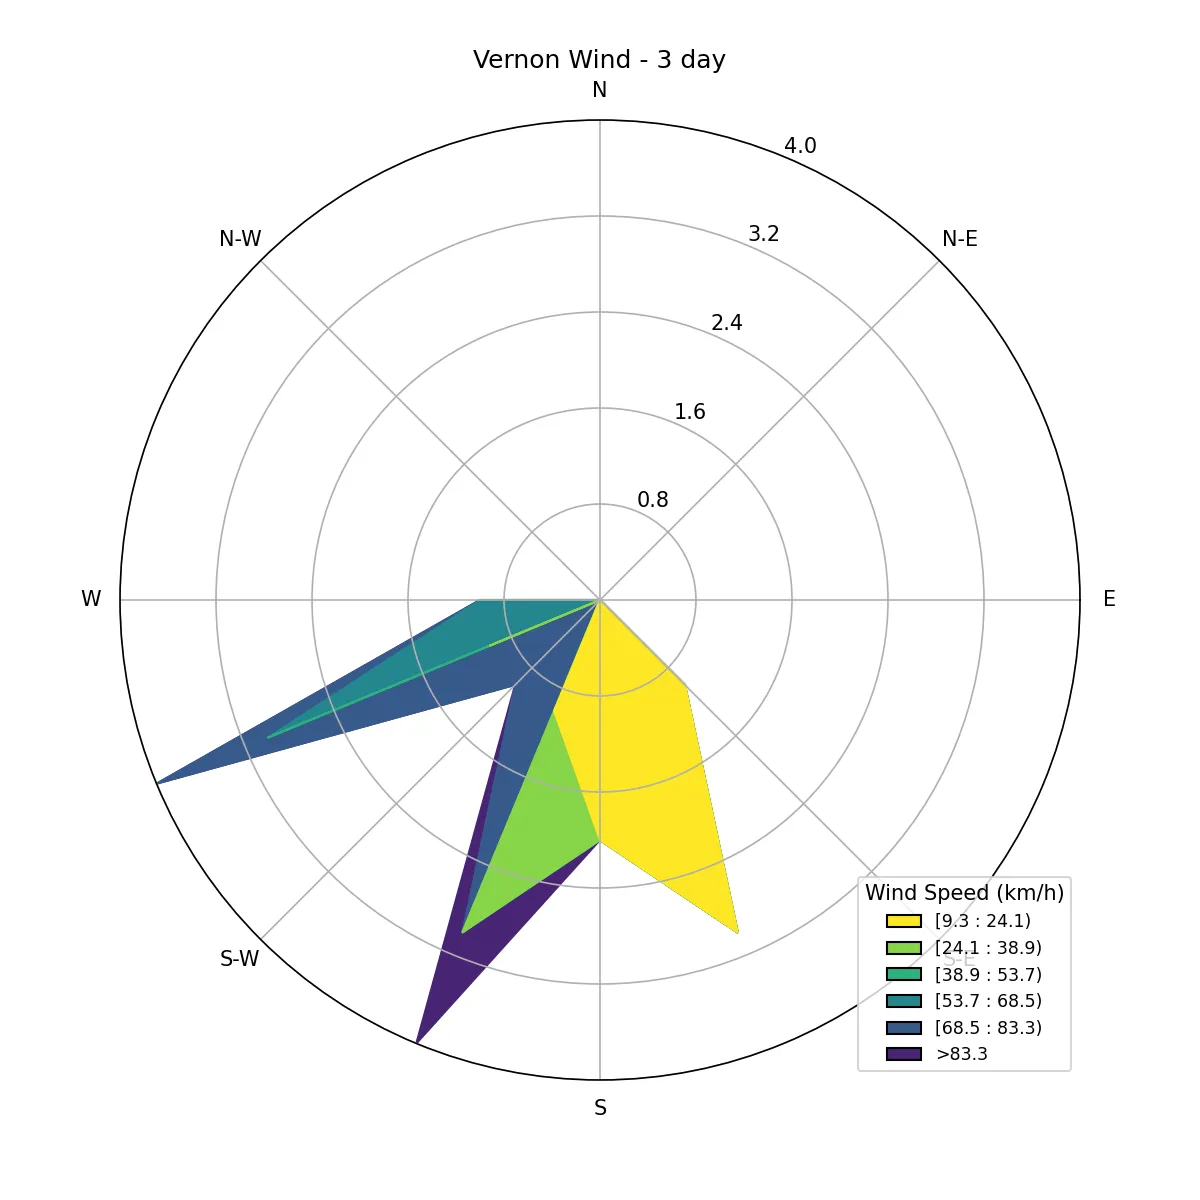 Vernon Wind - 3 day
N
4.0
N-W
3.2
N-E
2.4
1.6
0.8
W
E
S-W
S-E
S
Wind Speed (km/h)
[9.3 : 24.1)
[24.1 : 38.9)
[38.9 : 53.7)
[53.7 : 68.5)
[68.5 : 83.3)
>83.3